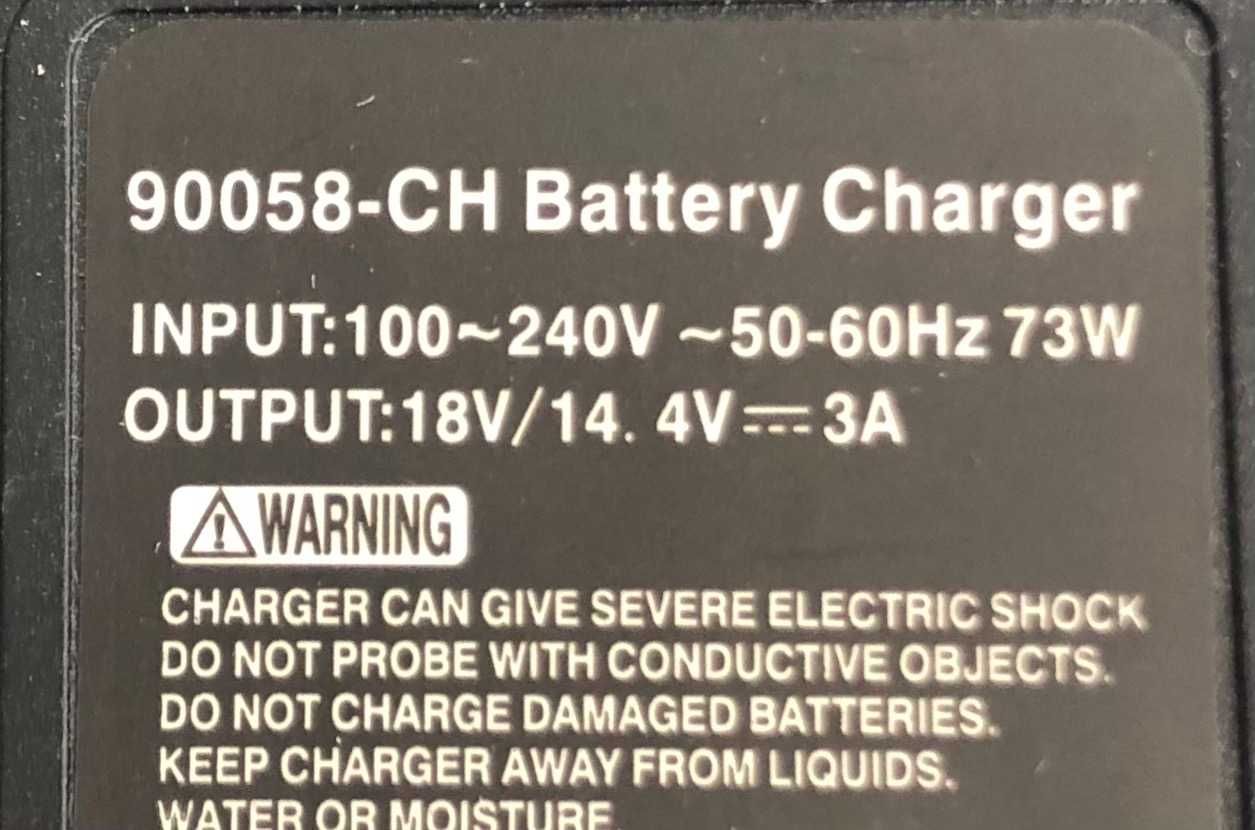 90058-CH Battery Charger
INPUT:100~240V ~50-60Hz 73W
OUTPUT:18V/14. 4V⎓3A
⚠WARNING
CHARGER CAN GIVE SEVERE ELECTRIC SHOCK
DO NOT PROBE WITH CONDUCTIVE OBJECTS.
DO NOT CHARGE DAMAGED BATTERIES.
KEEP CHARGER AWAY FROM LIQUIDS.
WATER OR MOISTURE